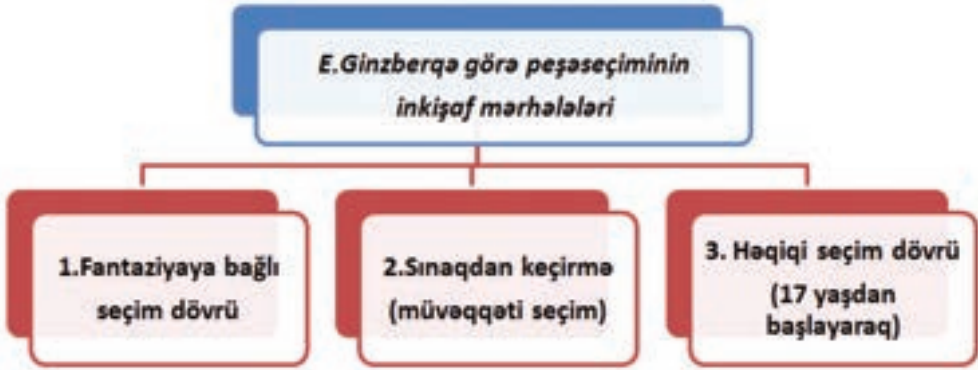 E.Ginzberqə görə peşəseçiminin
inkişaf mərhələləri
1.Fantaziyaya bağlı
seçim dövrü
2.Sınaqdan keçirmə
(müvəqqəti seçim)
3. Həqiqi seçim dövrü
(17 yaşdan
başlayaraq)